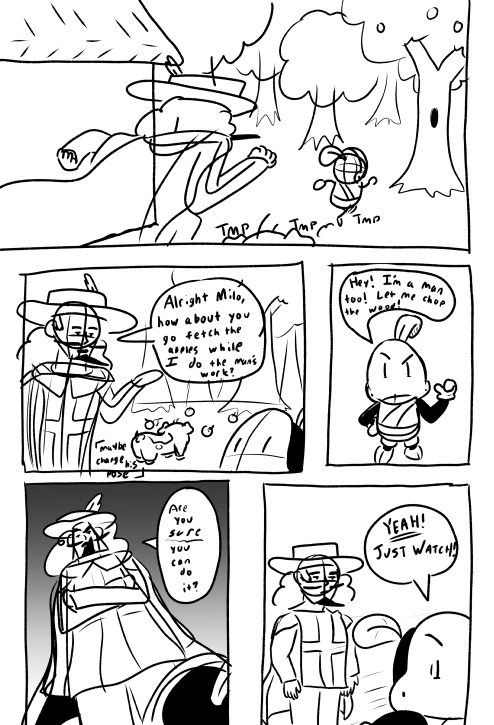 TMP TMP TMP
Alright Milo,
how about you
go fetch the
apples while
I do the man's
work?
Hey! I'm a man
too! Let me chop
the wood!
maybe
change his
pose
Are
you
sure
you
can
do
it?
YEAH!
JUST WATCH!